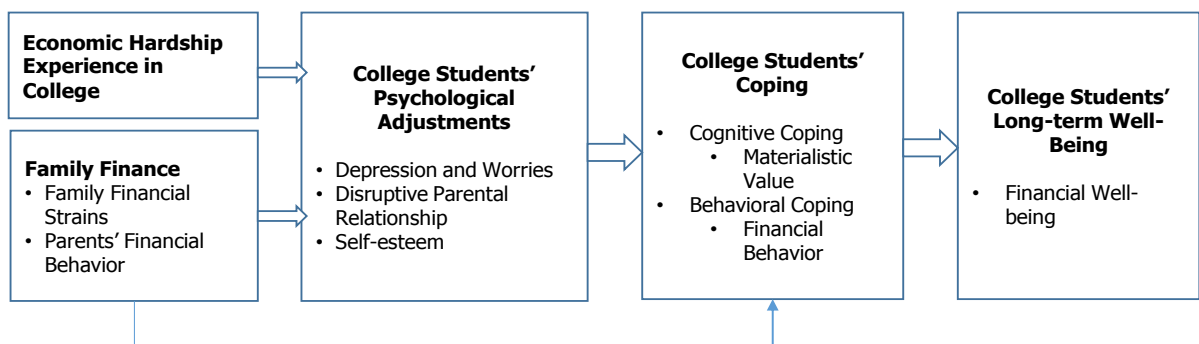 Economic Hardship
Experience in
College
Family Finance
• Family Financial
Strains
• Parents’ Financial
Behavior
College Students’
Psychological
Adjustments
• Depression and Worries
• Disruptive Parental
Relationship
• Self-esteem
College Students’
Coping
• Cognitive Coping
• Materialistic
Value
• Behavioral Coping
• Financial
Behavior
College Students’
Long-term Well-
Being
• Financial Well-
being